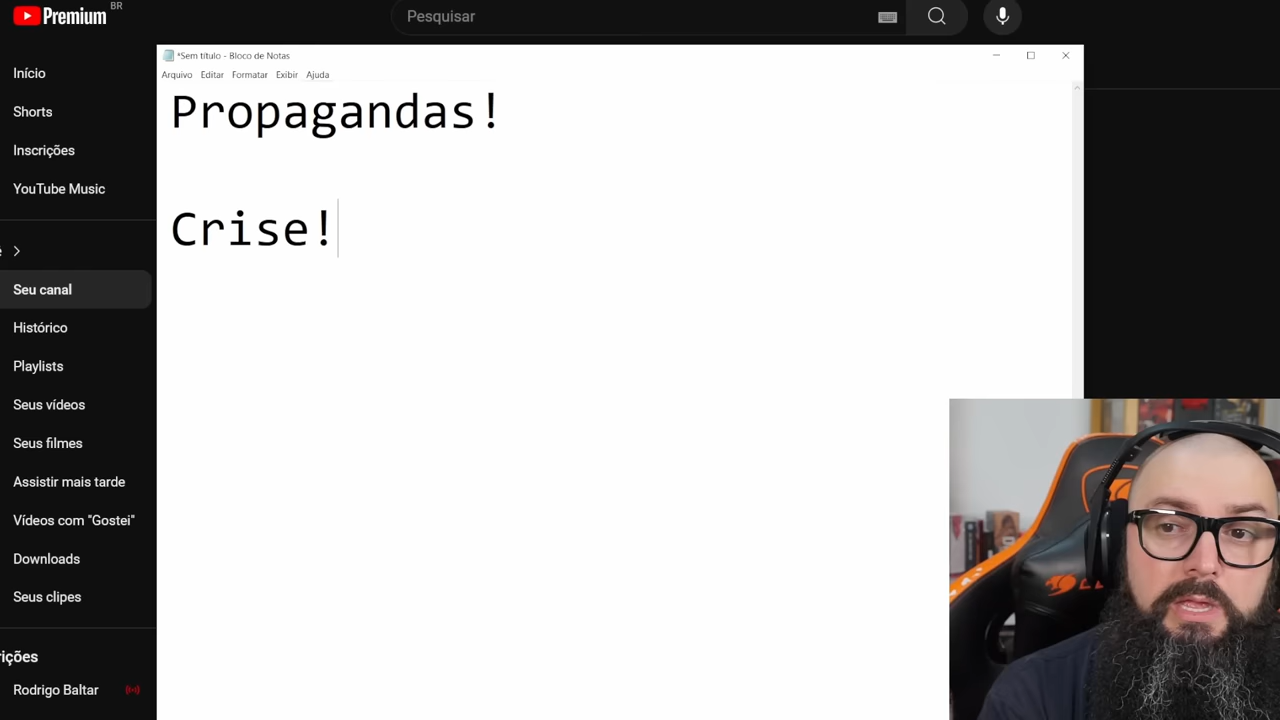 Premium BR
Pesquisar
*Sem título - Bloco de Notas
Arquivo Editar Formatar Exibir Ajuda
Propagandas!
Crise!
Início
Shorts
Inscrições
YouTube Music
Seu canal
Histórico
Playlists
Seus vídeos
Seus filmes
Assistir mais tarde
Vídeos com "Gostei"
Downloads
Seus clipes
rições
Rodrigo Baltar